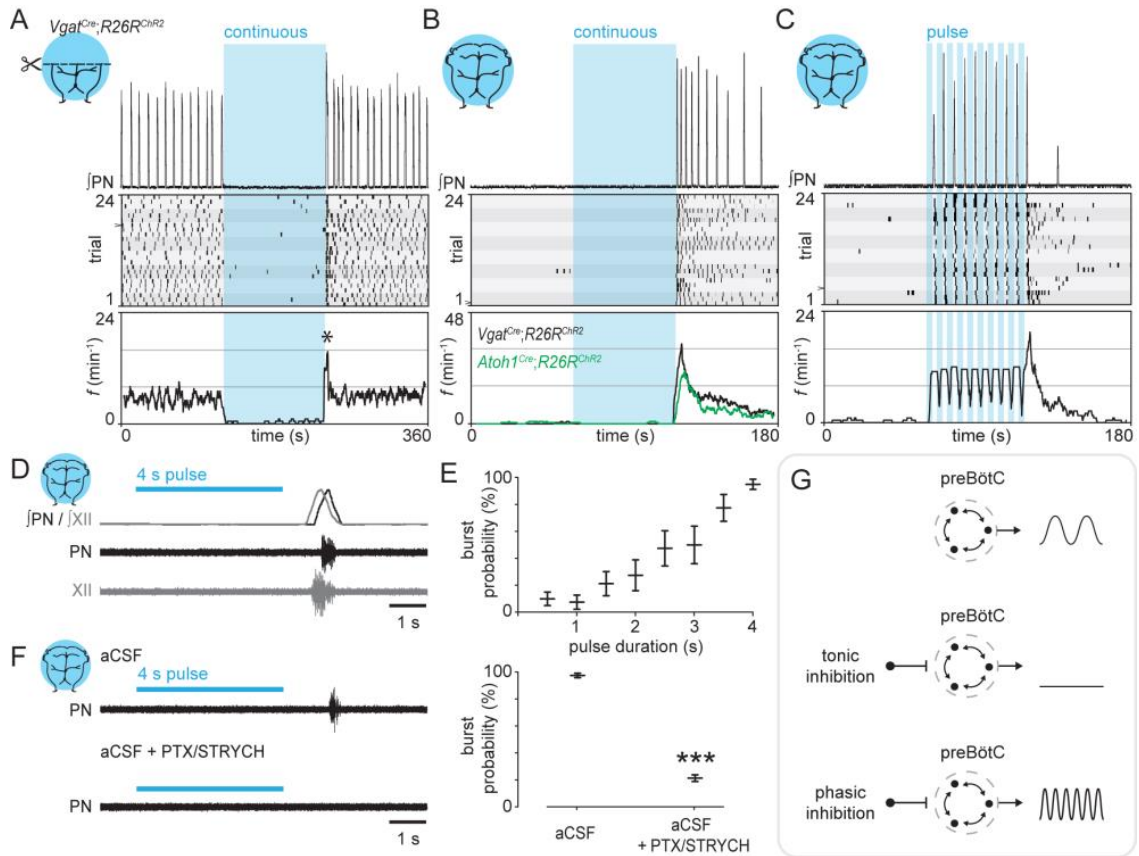 A
Vgat^Cre;R26R^ChR2
continuous
∫PN
24
trial
1
24
*
f (min⁻¹)
0
0 time (s) 360
B
continuous
∫PN
24
1
48
Vgat^Cre;R26R^ChR2
Atoh1^Cre;R26R^ChR2
f (min⁻¹)
0
time (s) 180
C
pulse
∫PN
24
trial
1
24
f (min⁻¹)
0
time (s) 180
D
4 s pulse
∫PN / ∫XII
PN
XII
1 s
E
100
burst
probability (%)
0
1 2 3 4
pulse duration (s)
F
aCSF
4 s pulse
PN
aCSF + PTX/STRYCH
PN
1 s
100
burst
probability (%)
0
***
aCSF
aCSF
+ PTX/STRYCH
G
preBötC
preBötC
tonic
inhibition
preBötC
phasic
inhibition